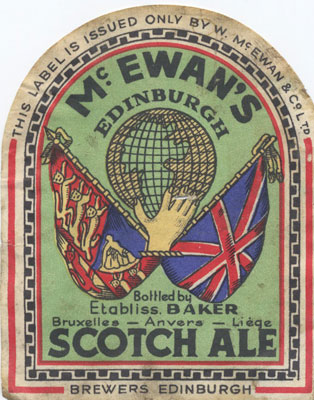 THIS LABEL IS ISSUED ONLY BY W. McEWAN & Co LTD
McEWAN'S
EDINBURGH
Bottled by
Etabliss. BAKER
Bruxelles — Anvers — Liège
SCOTCH ALE
BREWERS EDINBURGH